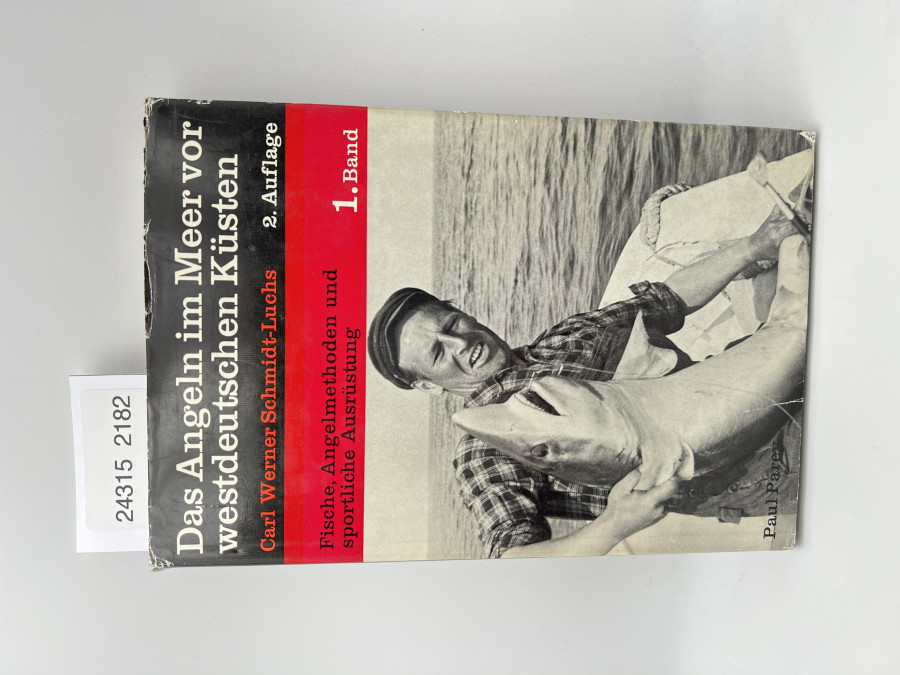 Das Angeln im Meer vor
westdeutschen Küsten
Carl Werner Schmidt-Luchs 2. Auflage
1. Band
Fische, Angelmethoden und
sportliche Ausrüstung
Paul Parey
24315 2182